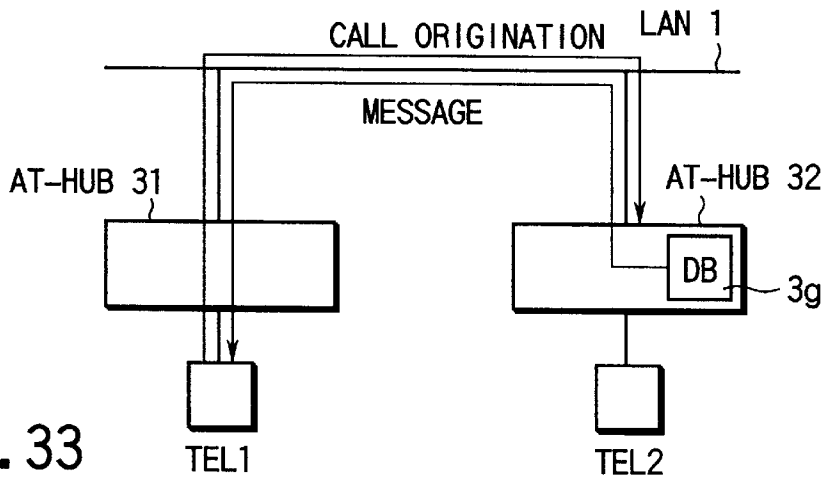 CALL ORIGINATION
LAN 1
MESSAGE
AT-HUB 31
AT-HUB 32
DB
3g
TEL1
TEL2
. 33